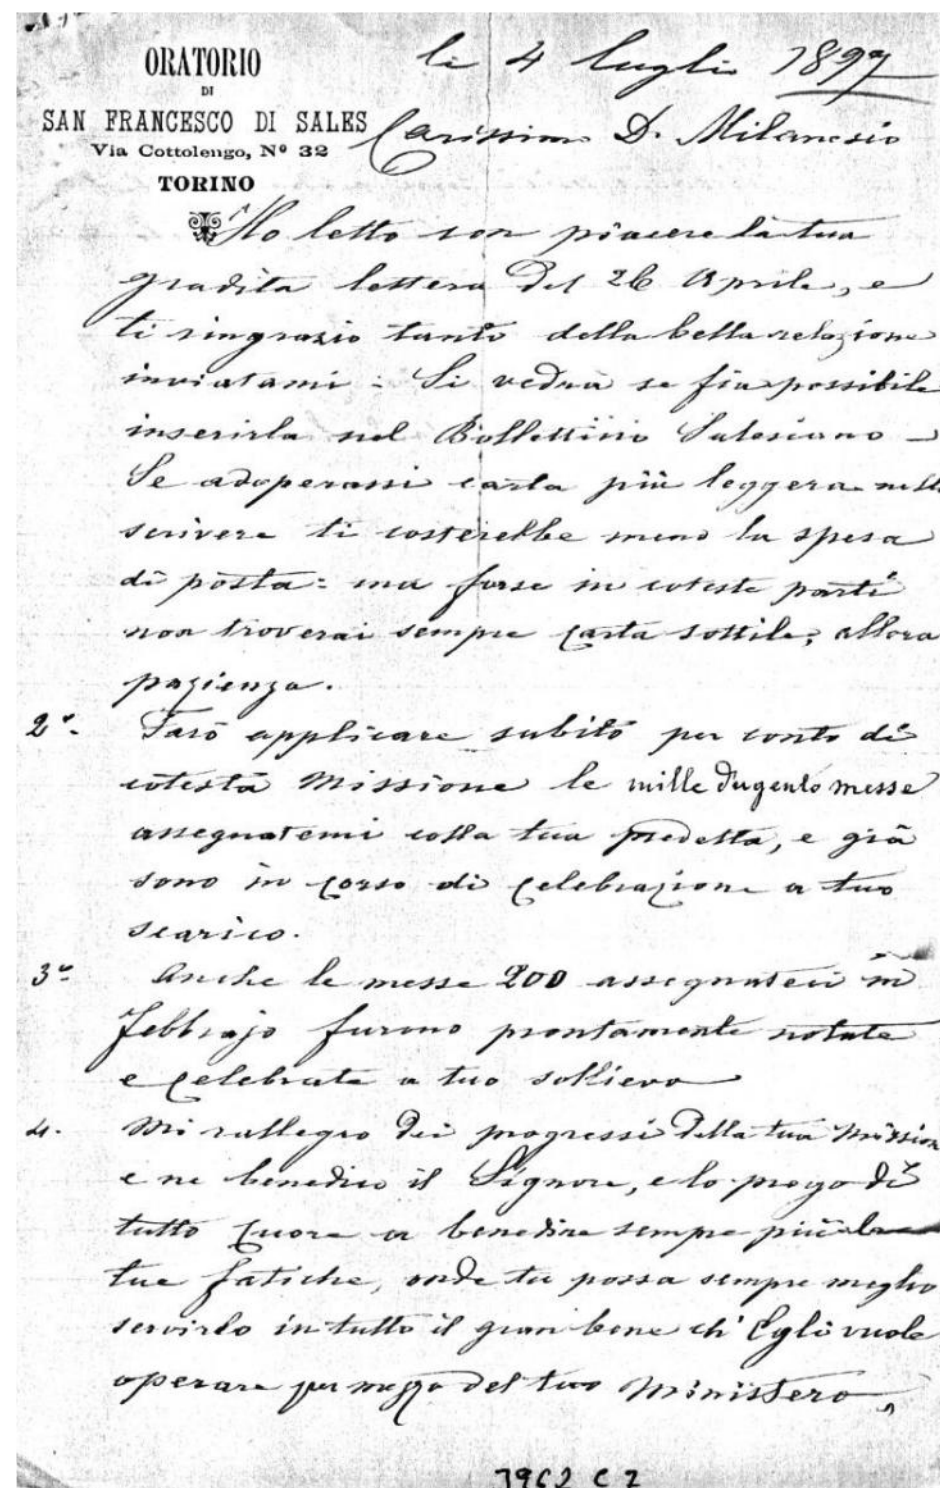 ORATORIO
DI
SAN FRANCESCO DI SALES
Via Cottolengo, Nº 32
TORINO
li 4 luglio 1897
Carissimo D. Milanesio
Ho letto con piacere la tua
gradita lettera del 26 Aprile, e
ti ringrazio tanto della bella relazione
inviatami: Si vedrà se fia possibile
inserirla nel Bollettino Salesiano –
Se adoperassi carta più leggera nello
scrivere ti costerebbe meno la spesa
di posta: ma forse in coteste parti
non troverai sempre carta sottile; allora
pazienza.
2º. Farò applicare subito per conto di
cotesta Missione le mille dugento messe
assegnatemi colla tua predetta, e già
sono in corso di celebrazione a tuo
scarico.
3º Anche le messe 200 assegnateci in
Febbrajo furono prontamente notate
e celebrate a tuo sollievo
4. Mi rallegro dei progressi della tua Mission
e ne benedico il Signore, e lo prego di
tutto cuore a benedire sempre più le
tue fatiche, onde tu possa sempre meglio
servirlo in tutto il gran bene ch' Egli vuole
operare per mezzo del tuo Ministero,
3962 C 7